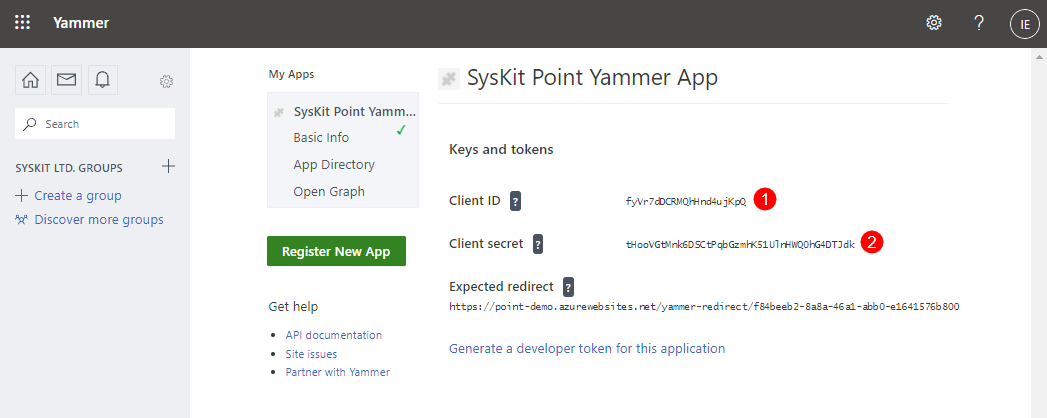 Yammer
?
IE
My Apps
SysKit Point Yammer App
SysKit Point Yamm...
Search
Basic Info
Keys and tokens
SYSKIT LTD. GROUPS
App Directory
Create a group
Open Graph
Client ID ? fyVr7dDCRMQhHnd4ujKpQ 1
Discover more groups
Register New App
Client secret ? tHooVGtMnk6DSCtPqbGzmhK51UlnHWQ0hG4DTJdk 2
Expected redirect ?
Get help
https://point-demo.azurewebsites.net/yammer-redirect/f84beeb2-8a8a-46a1-abb0-e1641576b800
API documentation
Generate a developer token for this application
Site issues
Partner with Yammer